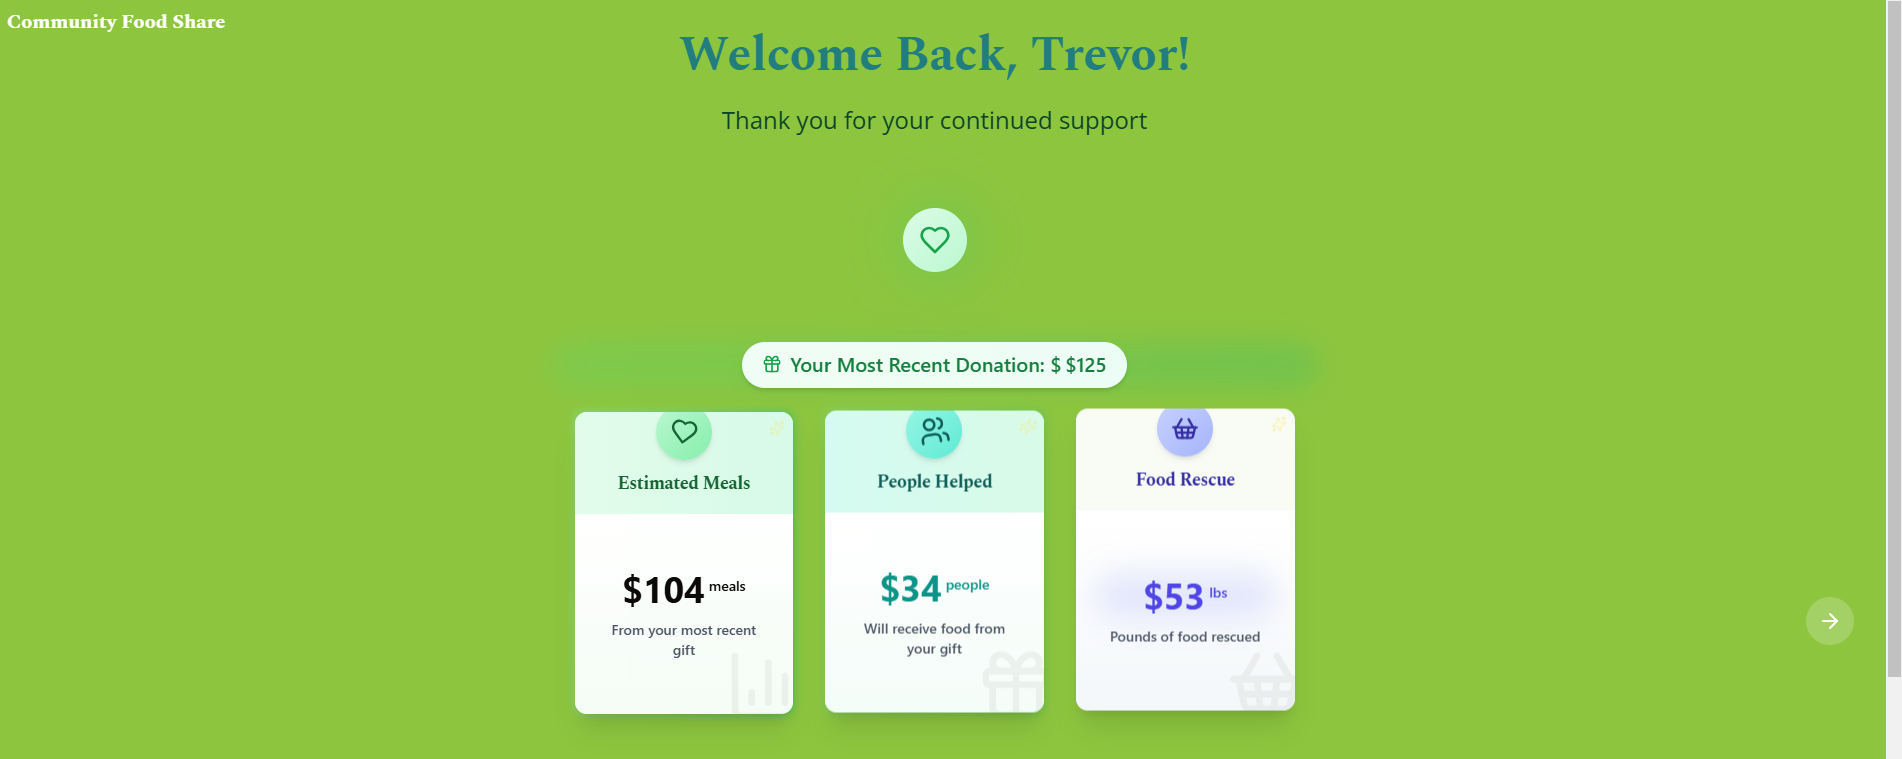 Community Food Share
Welcome Back, Trevor!
Thank you for your continued support
Your Most Recent Donation: $ $125
Estimated Meals
$104 meals
From your most recent
gift
People Helped
$34 people
Will receive food from
your gift
Food Rescue
$53 lbs
Pounds of food rescued